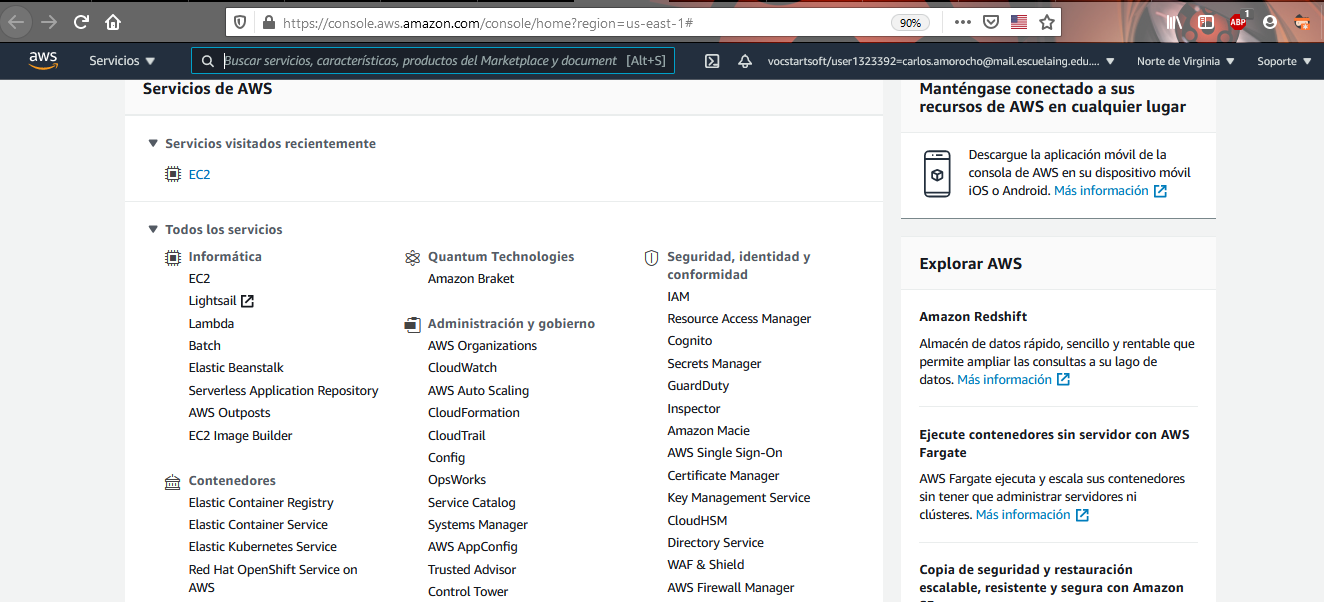 https://console.aws.amazon.com/console/home?region=us-east-1#
90%
ABP
1
aws
Servicios
Buscar servicios, características, productos del Marketplace y document
[Alt+S]
vocstartsoft/user1323392=carlos.amorocho@mail.escuelaing.edu....
Norte de Virginia
Soporte
Servicios de AWS
Servicios visitados recientemente
EC2
Todos los servicios
Informática
EC2
Lightsail
Lambda
Batch
Elastic Beanstalk
Serverless Application Repository
AWS Outposts
EC2 Image Builder
Contenedores
Elastic Container Registry
Elastic Container Service
Elastic Kubernetes Service
Red Hat OpenShift Service on
AWS
Quantum Technologies
Amazon Braket
Administración y gobierno
AWS Organizations
CloudWatch
AWS Auto Scaling
CloudFormation
CloudTrail
Config
OpsWorks
Service Catalog
Systems Manager
AWS AppConfig
Trusted Advisor
Control Tower
Seguridad, identidad y
conformidad
IAM
Resource Access Manager
Cognito
Secrets Manager
GuardDuty
Inspector
Amazon Macie
AWS Single Sign-On
Certificate Manager
Key Management Service
CloudHSM
Directory Service
WAF & Shield
AWS Firewall Manager
Manténgase conectado a sus
recursos de AWS en cualquier lugar
Descargue la aplicación móvil de la
consola de AWS en su dispositivo móvil
iOS o Android. Más información
Explorar AWS
Amazon Redshift
Almacén de datos rápido, sencillo y rentable que
permite ampliar las consultas a su lago de
datos. Más información
Ejecute contenedores sin servidor con AWS
Fargate
AWS Fargate ejecuta y escala sus contenedores
sin tener que administrar servidores ni
clústeres. Más información
Copia de seguridad y restauración
escalable, resistente y segura con Amazon